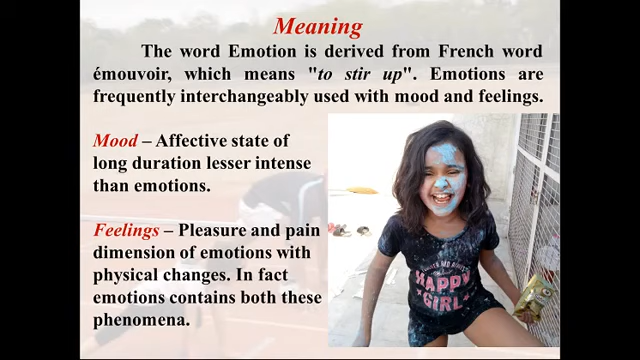 Meaning
The word Emotion is derived from French word
émouvoir, which means "to stir up". Emotions are
frequently interchangeably used with mood and feelings.
Mood – Affective state of
long duration lesser intense
than emotions.
Feelings – Pleasure and pain
dimension of emotions with
physical changes. In fact
emotions contains both these
phenomena.
HAPPY
GIRL